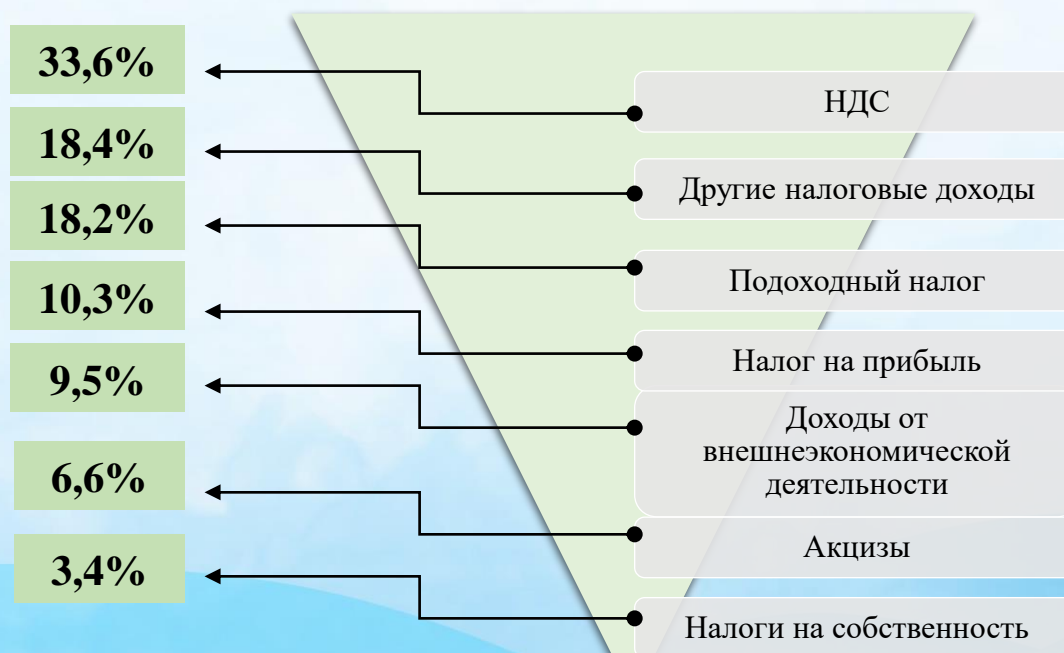 33,6%
НДС
18,4%
Другие налоговые доходы
18,2%
Подоходный налог
10,3%
Налог на прибыль
9,5%
Доходы от
внешнеэкономической
деятельности
6,6%
Акцизы
3,4%
Налоги на собственность